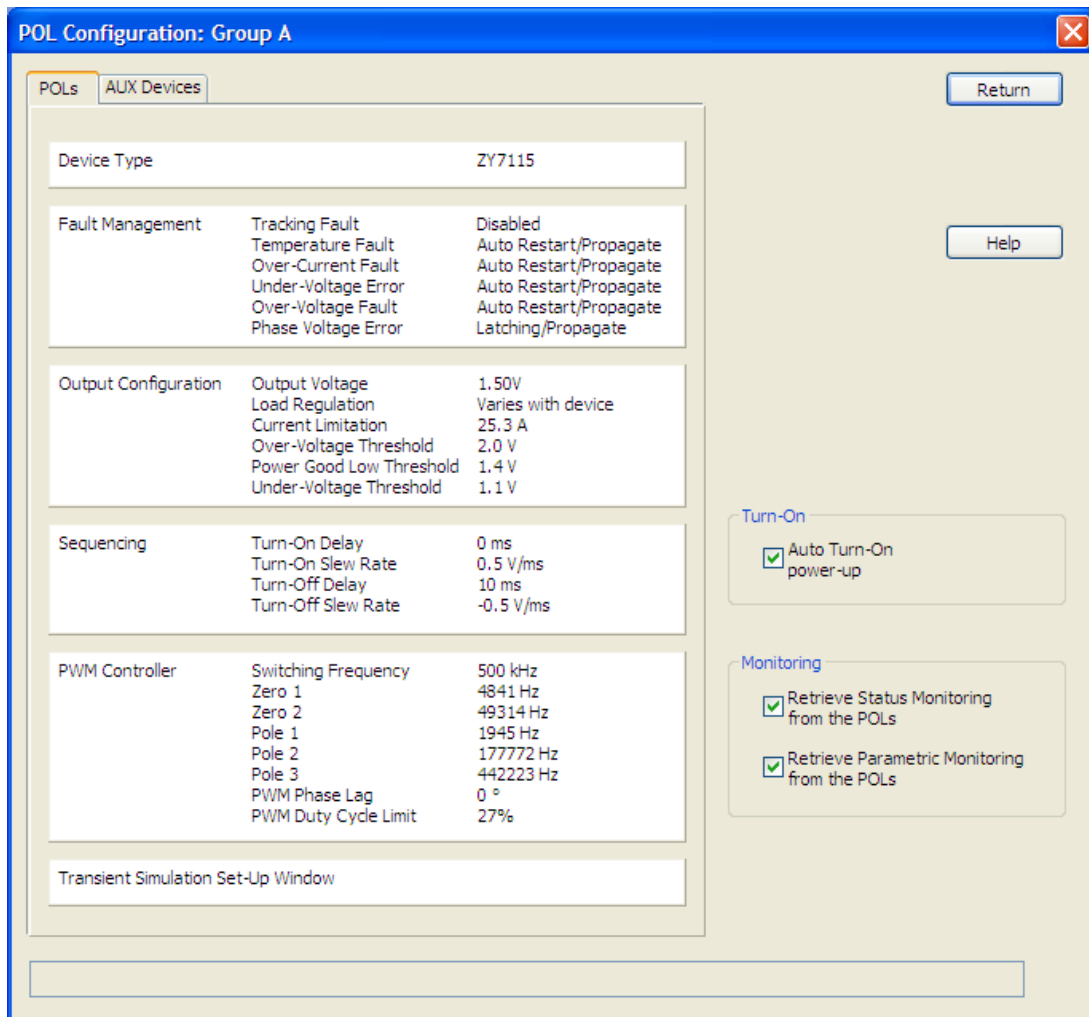 POL Configuration: Group A
POLs AUX Devices
Return
Device Type ZY7115
Help
Fault Management Tracking Fault Disabled
Temperature Fault Auto Restart/Propagate
Over-Current Fault Auto Restart/Propagate
Under-Voltage Error Auto Restart/Propagate
Over-Voltage Fault Auto Restart/Propagate
Phase Voltage Error Latching/Propagate
Output Configuration Output Voltage 1.50V
Load Regulation Varies with device
Current Limitation 25.3 A
Over-Voltage Threshold 2.0 V
Power Good Low Threshold 1.4 V
Under-Voltage Threshold 1.1 V
Sequencing Turn-On Delay 0 ms
Turn-On Slew Rate 0.5 V/ms
Turn-Off Delay 10 ms
Turn-Off Slew Rate -0.5 V/ms
PWM Controller Switching Frequency 500 kHz
Zero 1 4841 Hz
Zero 2 49314 Hz
Pole 1 1945 Hz
Pole 2 177772 Hz
Pole 3 442223 Hz
PWM Phase Lag 0 °
PWM Duty Cycle Limit 27%
Transient Simulation Set-Up Window
Turn-On
Auto Turn-On
power-up
Monitoring
Retrieve Status Monitoring
from the POLs
Retrieve Parametric Monitoring
from the POLs